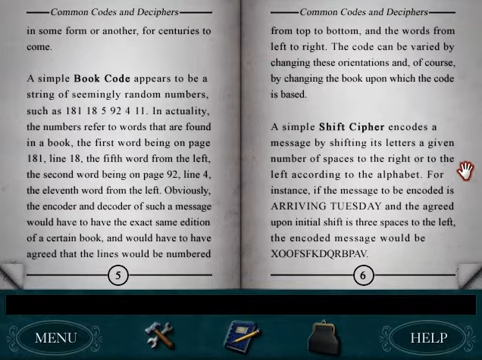 Common Codes and Deciphers
in some form or another, for centuries to
come.
A simple Book Code appears to be a
string of seemingly random numbers,
such as 181 18 5 92 4 11. In actuality,
the numbers refer to words that are found
in a book, the first word being on page
181, line 18, the fifth word from the left,
the second word being on page 92, line 4,
the eleventh word from the left. Obviously,
the encoder and decoder of such a message
would have to have the exact same edition
of a certain book, and would have to have
agreed that the lines would be numbered
5
Common Codes and Deciphers
from top to bottom, and the words from
left to right. The code can be varied by
changing these orientations and, of course,
by changing the book upon which the code
is based.
A simple Shift Cipher encodes a
message by shifting its letters a given
number of spaces to the right or to the
left according to the alphabet. For
instance, if the message to be encoded is
ARRIVING TUESDAY and the agreed
upon initial shift is three spaces to the left,
the encoded message would be
XOOFSFKDQRBPAV.
6
MENU
HELP